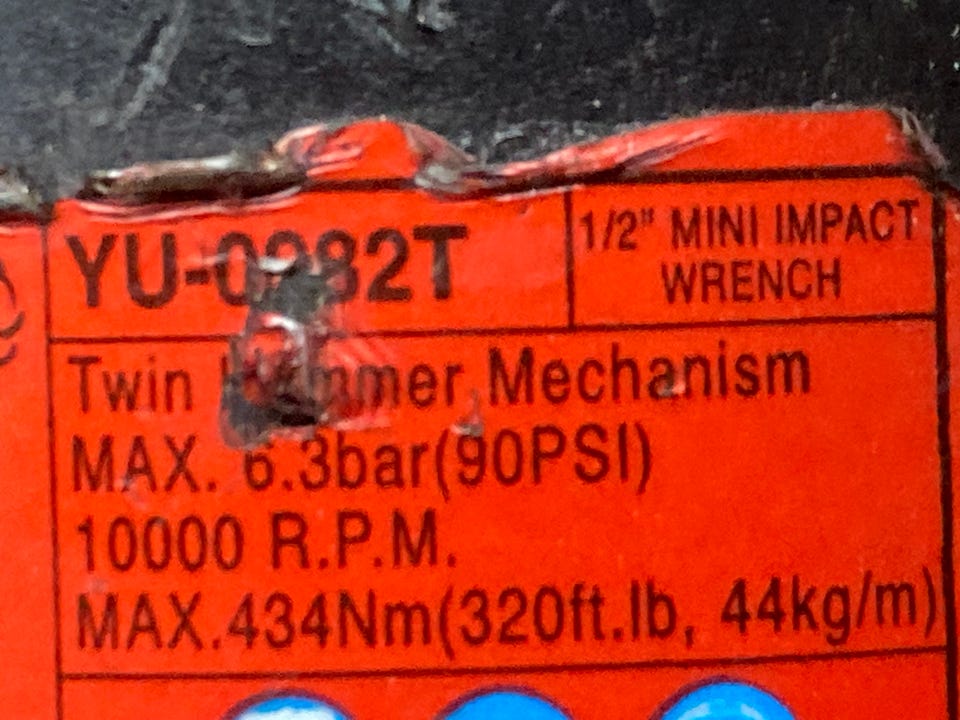 1/2" MINI IMPACT
WRENCH
Twin
Mechanism
MAX. 6.3bar(90PSI)
10000 R.P.M.
MAX.434Nm(320ft.lb, 44kg/m)